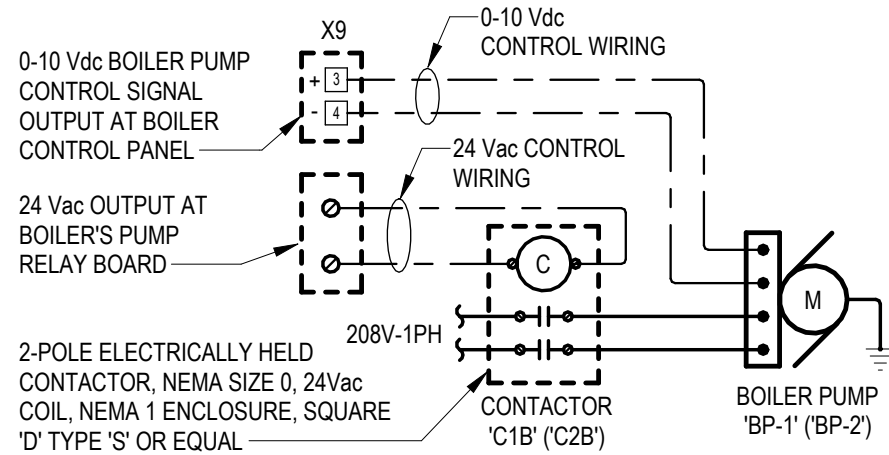 X9
0-10 Vdc
CONTROL WIRING
0-10 Vdc BOILER PUMP
CONTROL SIGNAL
OUTPUT AT BOILER
CONTROL PANEL
+ 3
- 4
24 Vac CONTROL
WIRING
24 Vac OUTPUT AT
BOILER'S PUMP
RELAY BOARD
C
M
208V-1PH
2-POLE ELECTRICALLY HELD
CONTACTOR, NEMA SIZE 0, 24Vac
COIL, NEMA 1 ENCLOSURE, SQUARE
'D' TYPE 'S' OR EQUAL
CONTACTOR
'C1B' ('C2B')
BOILER PUMP
'BP-1' ('BP-2')